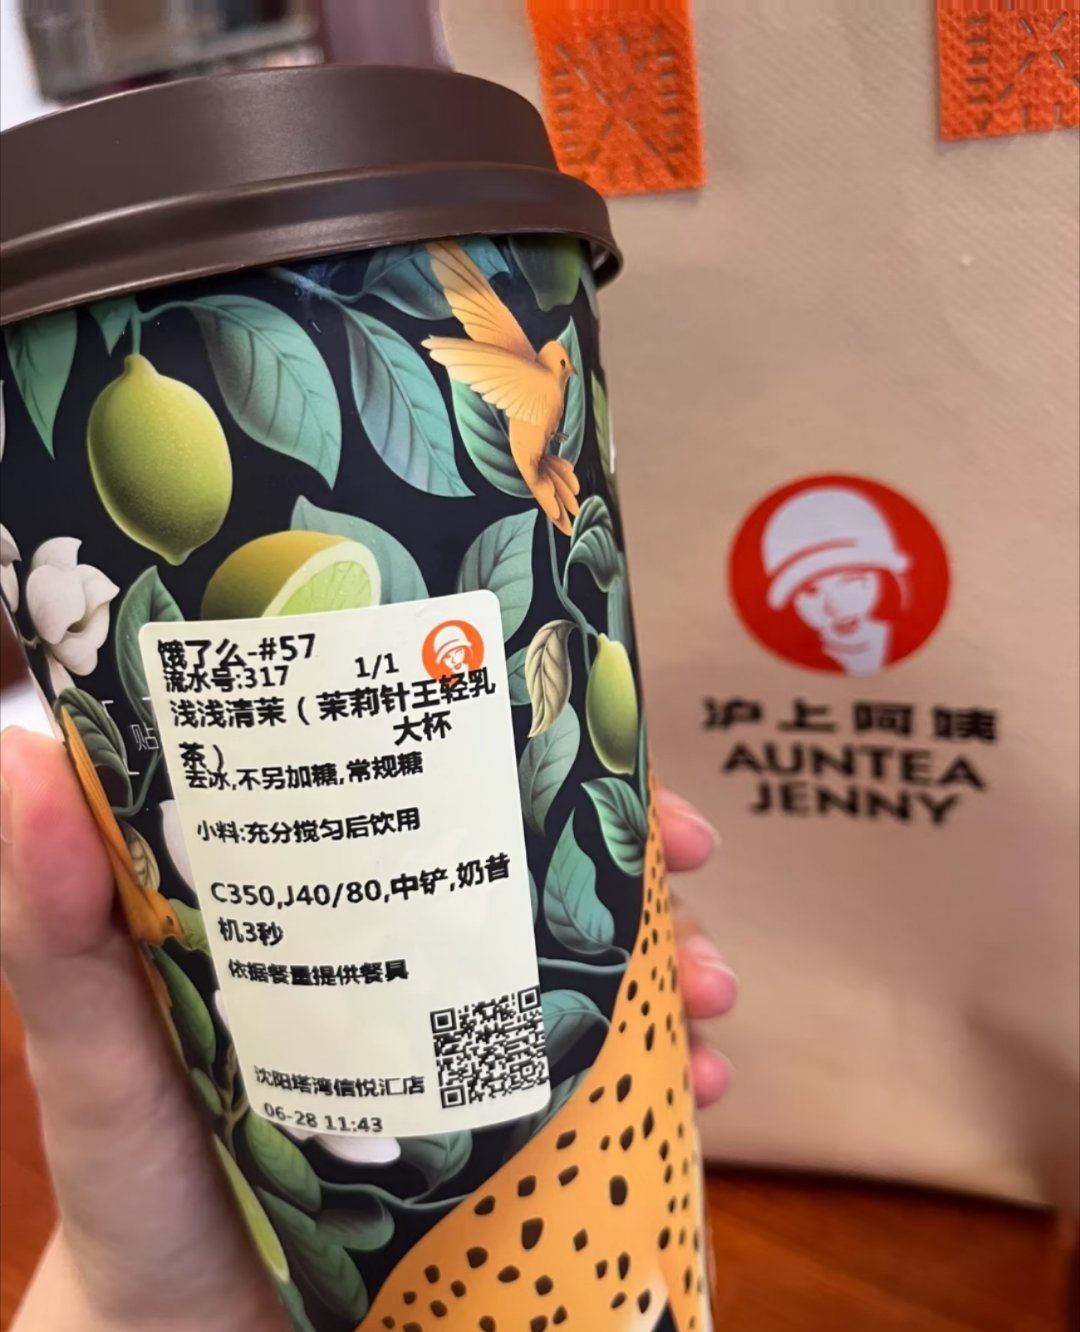 饿了么-#57
流水号:317
1/1
浅浅清茉（茉莉针王轻乳
茶）
大杯
去冰,不另加糖,常规糖
小料:充分搅匀后饮用
C350,J40/80,中铲,奶昔
机3秒
依据餐量提供餐具
沈阳塔湾信悦汇店
06-28 11:43
贴
沪上阿姨
AUNTEA
JENNY